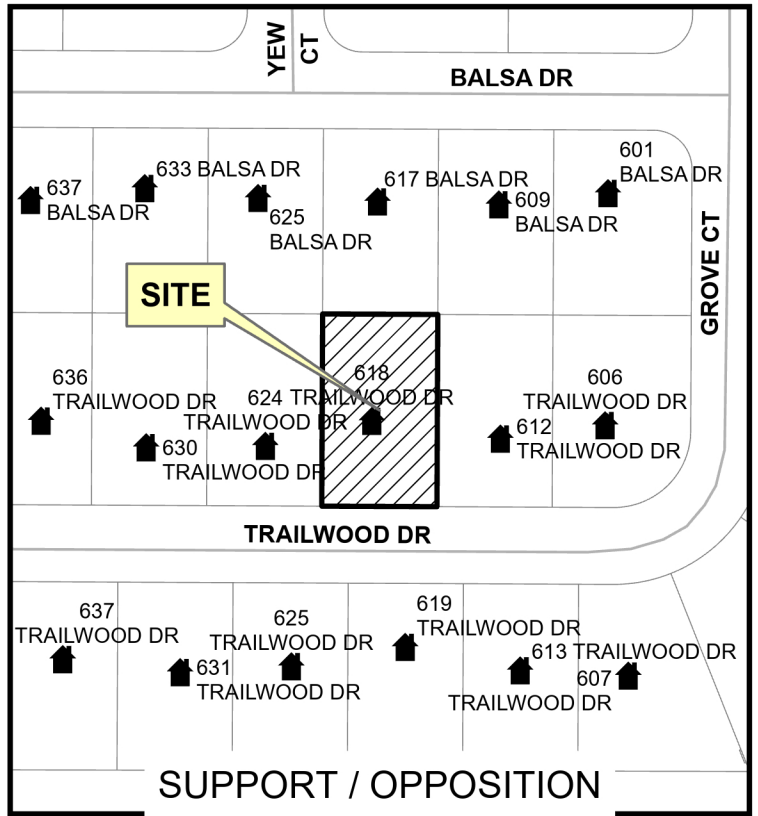 YEW CT
BALSA DR
637
BALSA DR
633 BALSA DR
625
BALSA DR
617 BALSA DR
609
BALSA DR
601
BALSA DR
GROVE CT
SITE
636
TRAILWOOD DR
630
TRAILWOOD DR
624
TRAILWOOD DR
618
TRAILWOOD DR
612
TRAILWOOD DR
606
TRAILWOOD DR
TRAILWOOD DR
637
TRAILWOOD DR
631
TRAILWOOD DR
625
TRAILWOOD DR
619
TRAILWOOD DR
613 TRAILWOOD DR
607
TRAILWOOD DR
SUPPORT / OPPOSITION